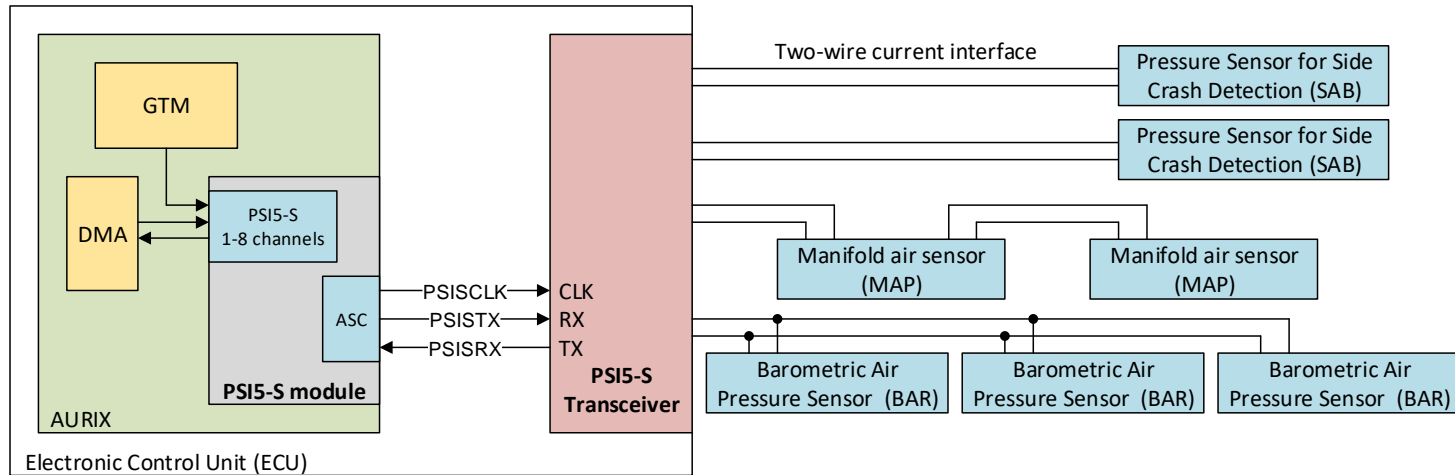 Two-wire current interface
Pressure Sensor for Side
Crash Detection (SAB)
GTM
Pressure Sensor for Side
Crash Detection (SAB)
DMA
PSI5-S
1-8 channels
Manifold air sensor
(MAP)
Manifold air sensor
(MAP)
ASC
PSISCLK
CLK
PSISTX
RX
PSISRX
TX
PSI5-S module
PSI5-S
Transceiver
Barometric Air
Pressure Sensor (BAR)
Barometric Air
Pressure Sensor (BAR)
Barometric Air
Pressure Sensor (BAR)
AURIX
Electronic Control Unit (ECU)